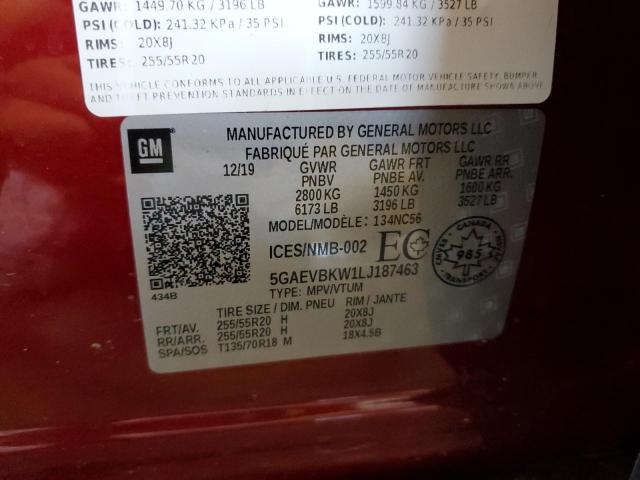 GAWR: 1449.70 KG / 3196 LB GAWR: 1599.84 KG / 3527 LB
PSI (COLD): 241.32 KPa / 35 PSI (COLD): 241.32 KPa / 35 PSI
RIMS: 20X8J RIMS: 20X8J
TIRES: 255/55R20 TIRES: 255/55R20
THIS VEHICLE CONFORMS TO ALL APPLICABLE U.S. FEDERAL MOTOR VEHICLE SAFETY, BUMPER,
AND THEFT PREVENTION STANDARDS IN EFFECT ON THE DATE OF MANUFACTURE SHOWN ABOVE
GM
MANUFACTURED BY GENERAL MOTORS LLC
FABRIQUÉ PAR GENERAL MOTORS LLC
12/19 GVWR GAWR FRT GAWR RR
PNBV PNBE AV. PNBE ARR.
2800 KG 1450 KG 1600 KG
6173 LB 3196 LB 3527 LB
MODEL/MODÈLE: 134NC56
ICES/NMB-002 EC
CANADA
985
5GAEVBKW1LJ187463
434B
TYPE: MPV/VTUM
TIRE SIZE / DIM. PNEU RIM / JANTE
FRT/AV. 255/55R20 H 20X8J
RR/ARR. 255/55R20 H 20X8J
SPA/SOS T135/70R18 M 18X4.5B